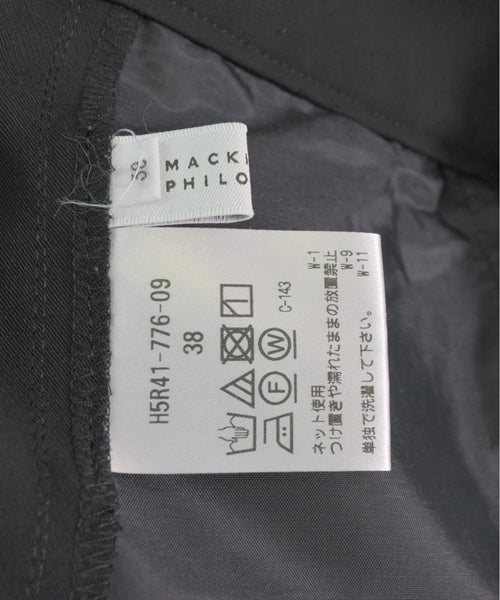 38
MACK
PHILO
H5R41-776-09
38
F
W
C-143
ネット使用
つけ置きや濡れたままの放置禁止
単独で洗濯して下さい。
W-1
W-9
W-11